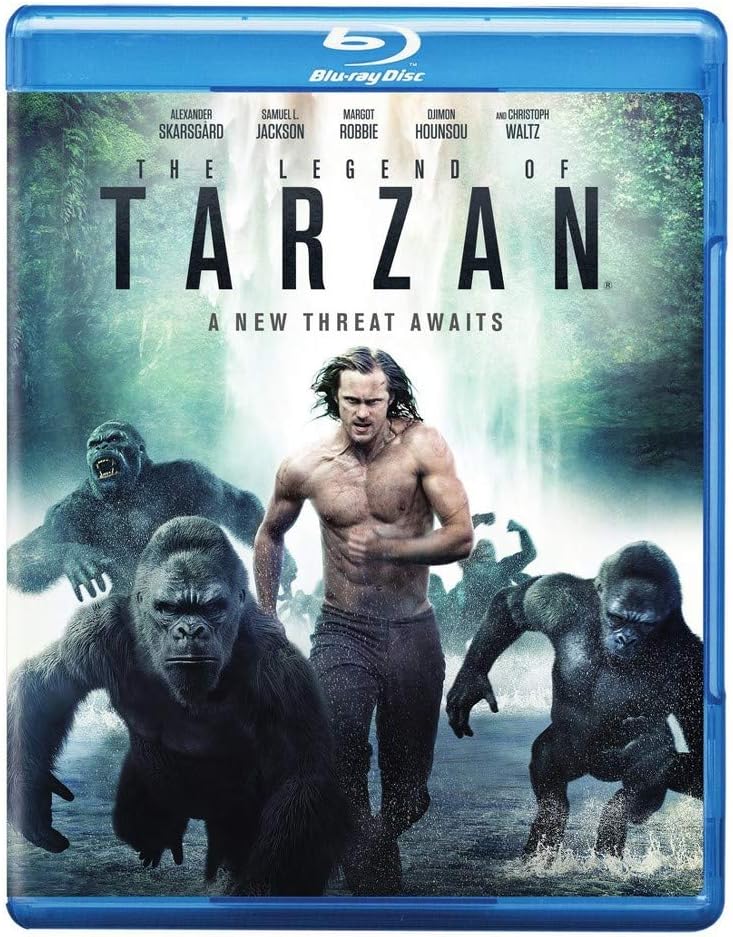 Blu-ray Disc™
ALEXANDER SKARSGÅRD
SAMUEL L. JACKSON
MARGOT ROBBIE
DJIMON HOUNSOU
AND CHRISTOPH WALTZ
THE LEGEND OF
TARZAN®
A NEW THREAT AWAITS